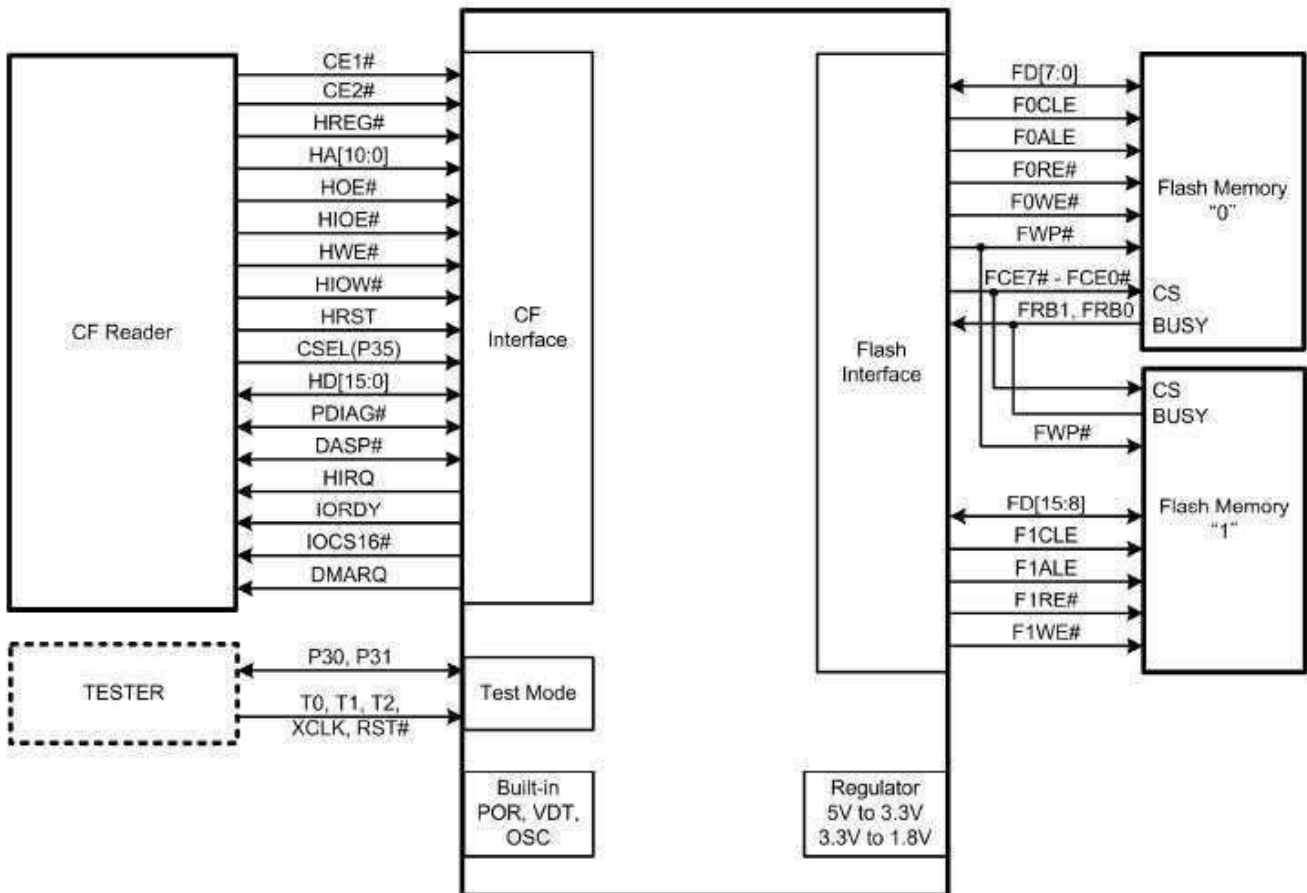 CF Reader
CE1#
CE2#
HREG#
HA[10:0]
HOE#
HIOE#
HWE#
HIOW#
HRST
CSEL(P35)
HD[15:0]
PDIAG#
DASP#
HIRQ
IORDY
IOCS16#
DMARQ
CF
Interface
TESTER
P30, P31
T0, T1, T2,
XCLK, RST#
Test Mode
Built-in
POR, VDT,
OSC
Flash
Interface
Regulator
5V to 3.3V
3.3V to 1.8V
FD[7:0]
F0CLE
F0ALE
F0RE#
F0WE#
FWP#
FCE7# - FCE0#
FRB1, FRB0
Flash Memory
"0"
CS
BUSY
CS
BUSY
FWP#
FD[15:8]
F1CLE
F1ALE
F1RE#
F1WE#
Flash Memory
"1"